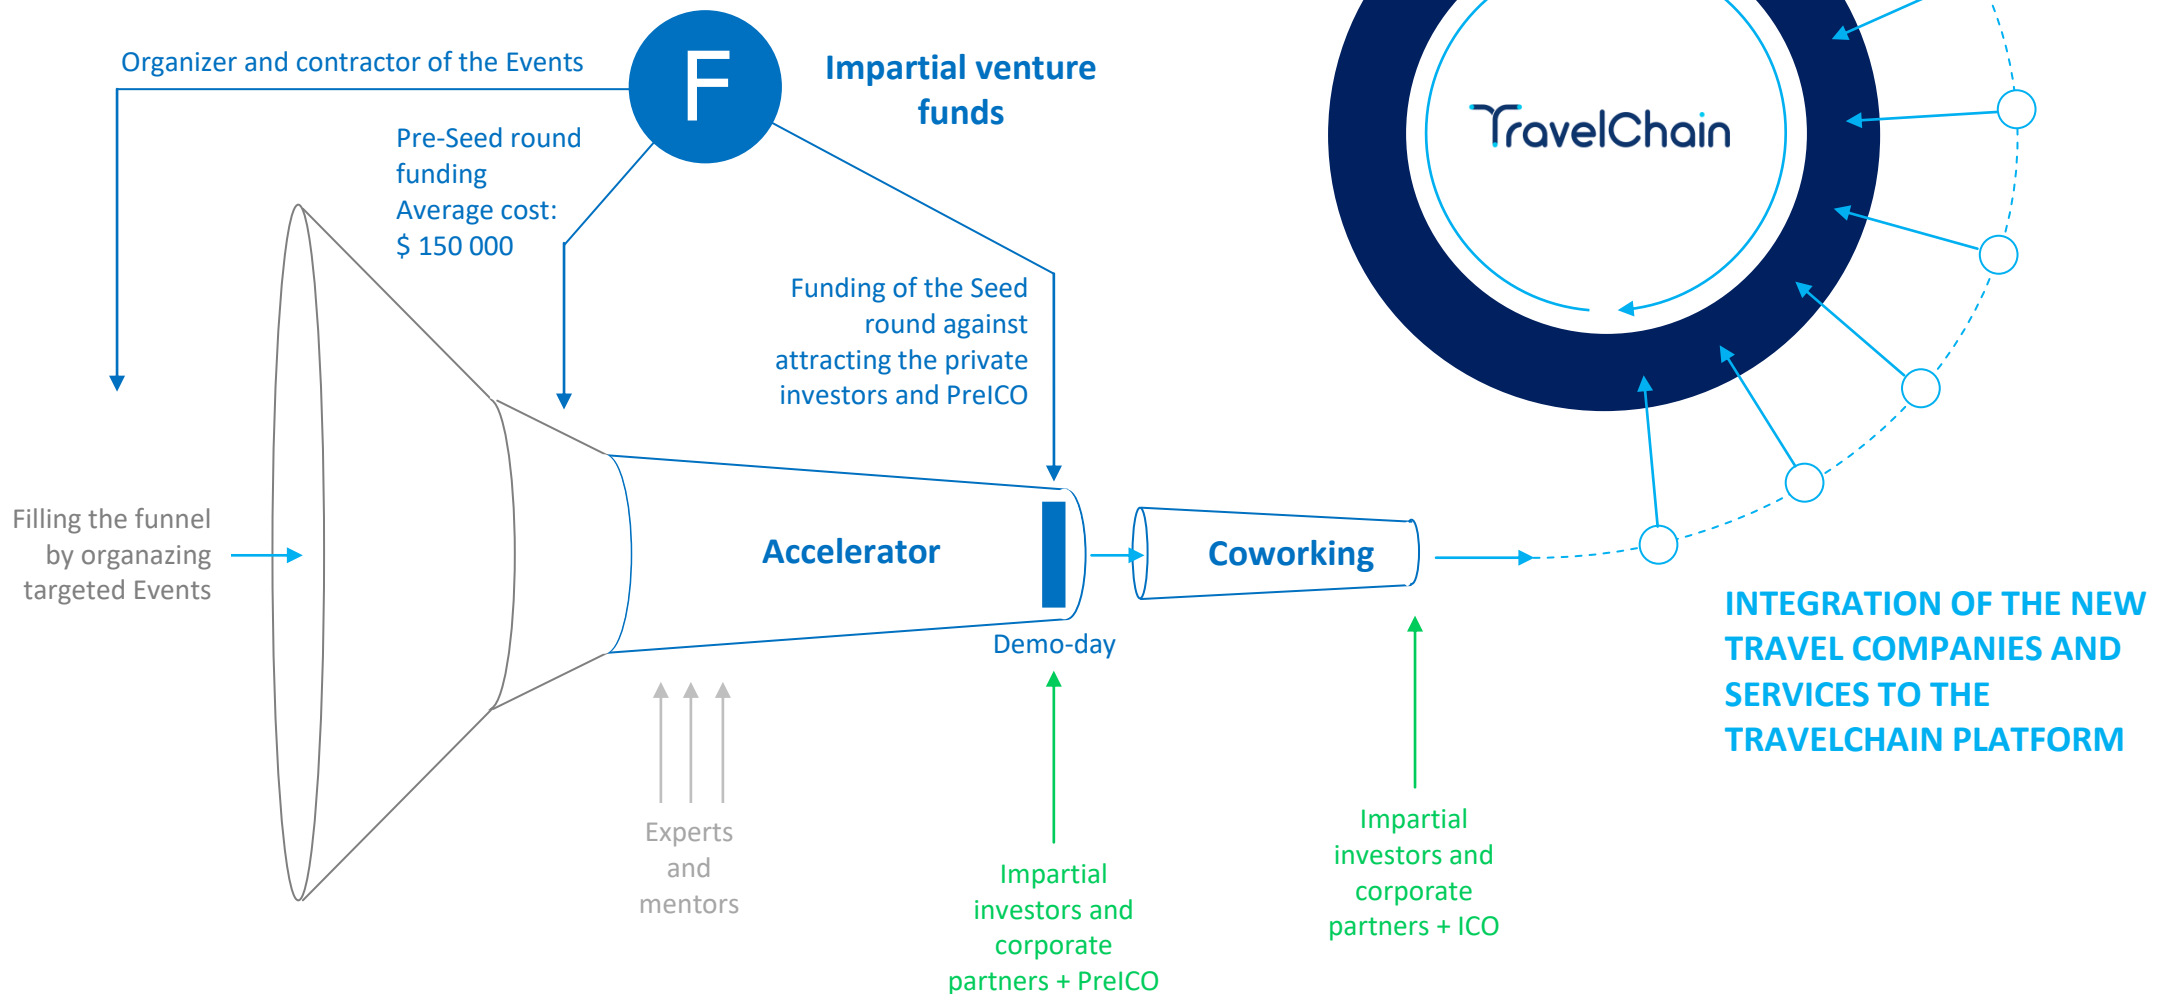 Organizer and contractor of the Events
F
Impartial venture
funds
Pre-Seed round
funding
Average cost:
$ 150 000
TravelChain
Funding of the Seed
round against
attracting the private
investors and PreICO
Filling the funnel
by organazing
targeted Events
Accelerator
Coworking
Demo-day
INTEGRATION OF THE NEW
TRAVEL COMPANIES AND
SERVICES TO THE
TRAVELCHAIN PLATFORM
Experts
and
mentors
Impartial
investors and
corporate
partners + PreICO
Impartial
investors and
corporate
partners + ICO